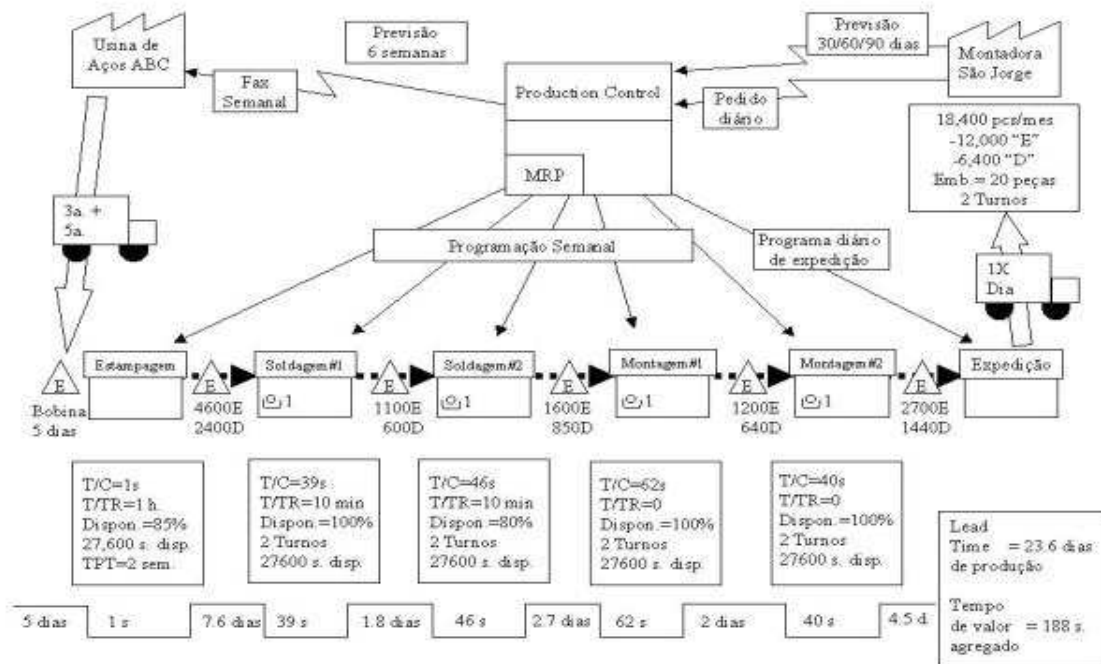 Usina de
Aços ABC
Previsão
6 semanas
Fax
Semanal
Production Control
MRP
Previsão
30/60/90 dias
Pedido
diário
Montadora
São Jorge
18,400 pcs/mes
-12,000 "E"
-6,400 "D"
Emb.= 20 peças
2 Turnos
3a. +
5a.
Programação Semanal
Programa diário
de expedição
1X
Dia
E
Bobina
5 dias
Estampagem
E
4600E
2400D
Soldagem#1
1
E
1100E
600D
Soldagem#2
1
E
1600E
850D
Montagem#1
1
E
1200E
640D
Montagem#2
1
E
2700E
1440D
Expedição
T/C=1s
T/TR=1 h.
Dispon.=85%
27,600 s. disp.
TPT=2 sem.
T/C=39s
T/TR=10 min
Dispon.=100%
2 Turnos
27600 s. disp.
T/C=46s
T/TR=10 min
Dispon.=80%
2 Turnos
27600 s. disp.
T/C=62s
T/TR=0
Dispon.=100%
2 Turnos
27600 s. disp.
T/C=40s
T/TR=0
Dispon.=100%
2 Turnos
27600 s. disp.
Lead
Time = 23.6 dias
de produção
Tempo
de valor = 188 s.
agregado
5 dias
1 s
7.6 dias
39 s
1.8 dias
46 s
2.7 dias
62 s
2 dias
40 s
4.5 d.